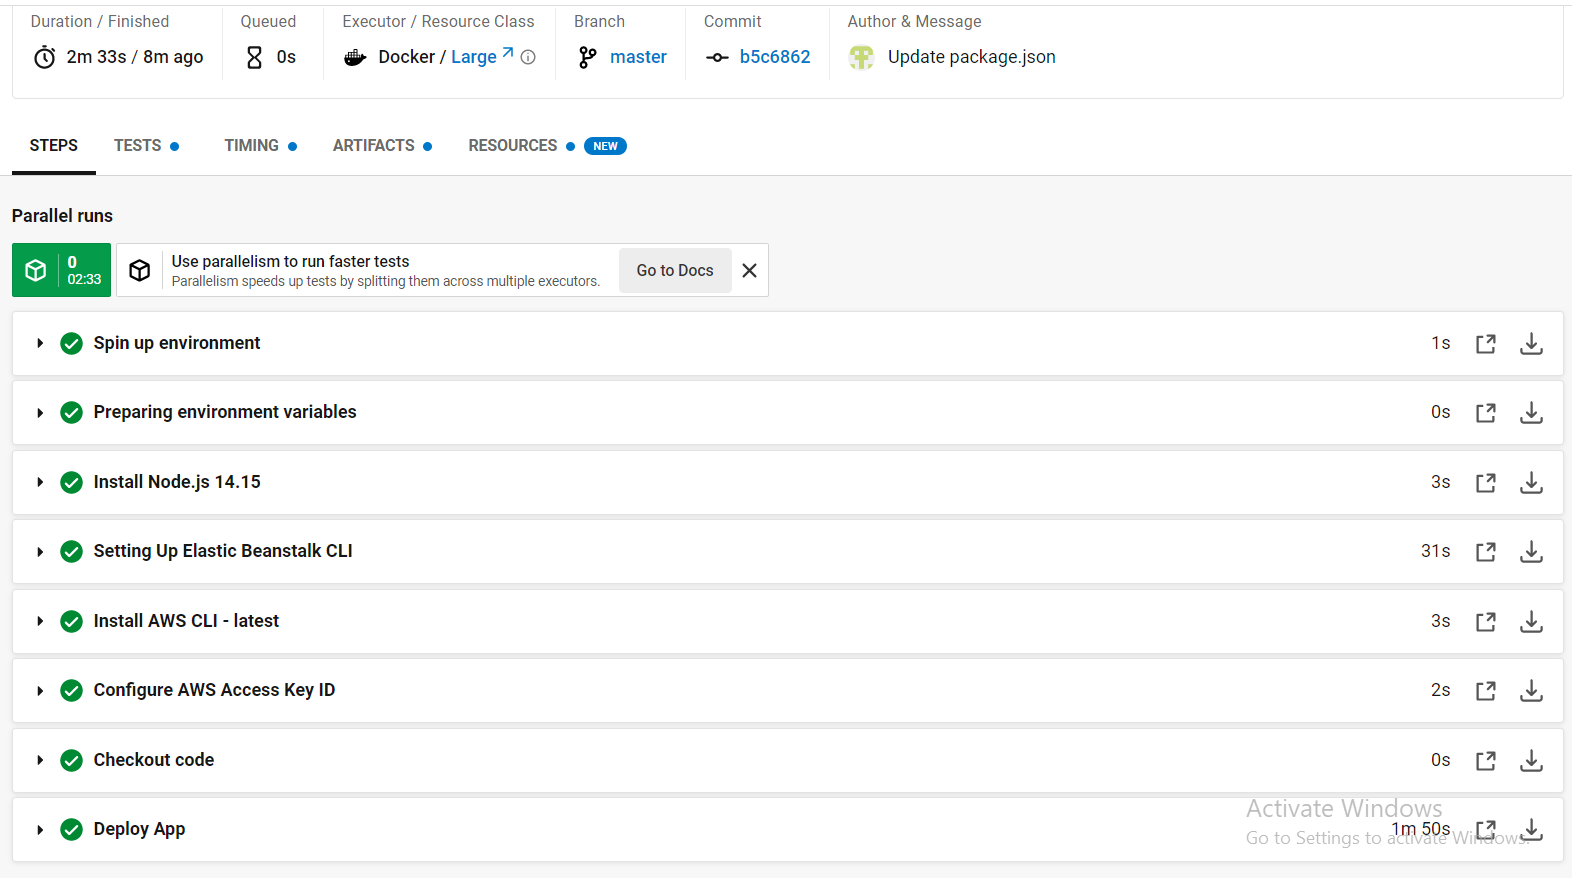 Duration / Finished
Queued
Executor / Resource Class
Branch
Commit
Author & Message
2m 33s / 8m ago
0s
Docker / Large
master
b5c6862
Update package.json
STEPS
TESTS
TIMING
ARTIFACTS
RESOURCES
NEW
Parallel runs
0
02:33
Use parallelism to run faster tests
Parallelism speeds up tests by splitting them across multiple executors.
Go to Docs
Spin up environment
1s
Preparing environment variables
0s
Install Node.js 14.15
3s
Setting Up Elastic Beanstalk CLI
31s
Install AWS CLI - latest
3s
Configure AWS Access Key ID
2s
Checkout code
0s
Deploy App
1m 50s
Activate Windows
Go to Settings to activate Windows.